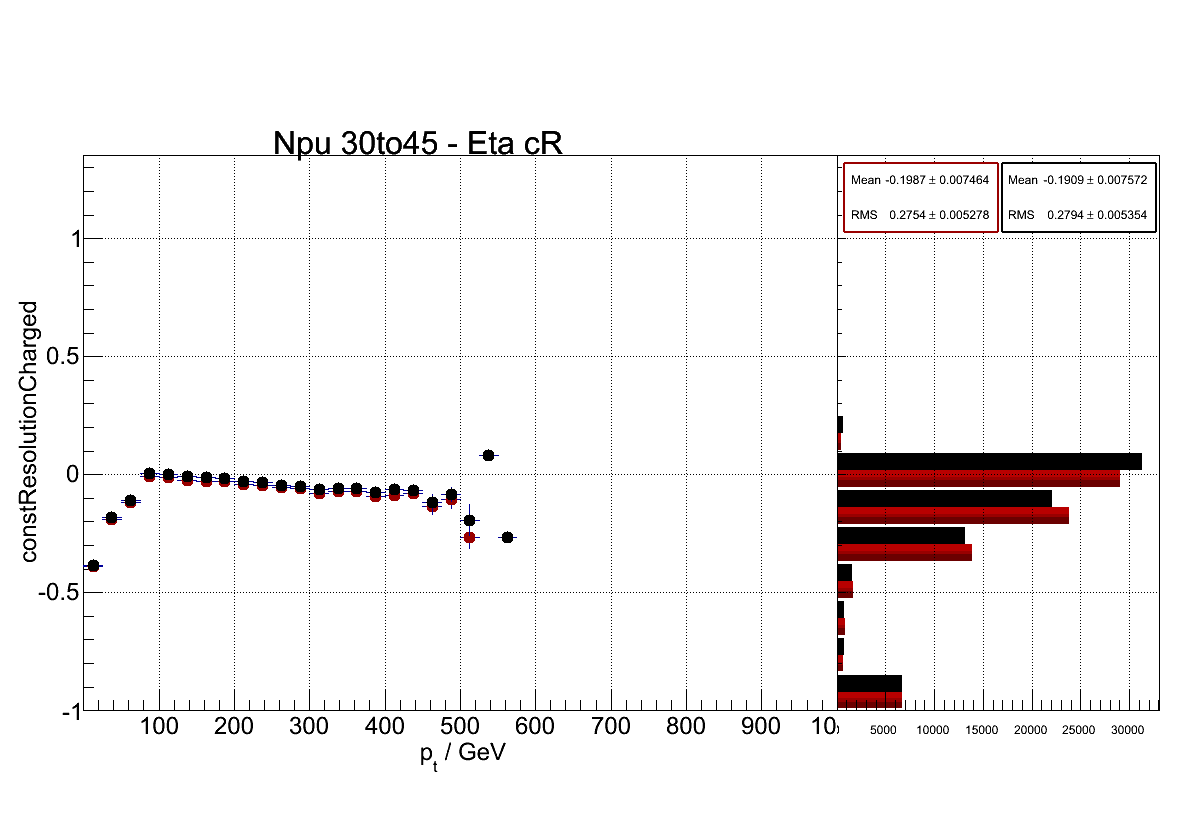 Npu 30to45 - Eta cR
Mean -0.1987 ± 0.007464
RMS 0.2754 ± 0.005278
Mean -0.1909 ± 0.007572
RMS 0.2794 ± 0.005354
constResolutionCharged
1
0.5
0
-0.5
-1
100 200 300 400 500 600 700 800 900 10
5000 10000 15000 20000 25000 30000
pt / GeV